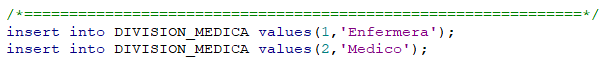 /*==============================================================*/
insert into DIVISION_MEDICA values(1,'Enfermera');
insert into DIVISION_MEDICA values(2,'Medico');